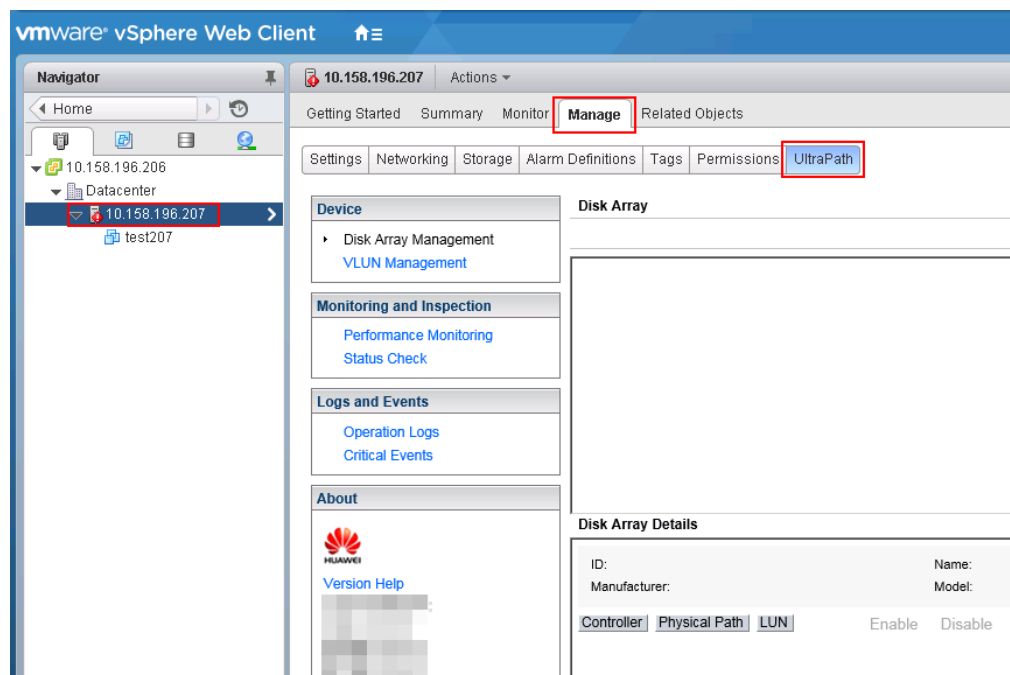 vmware® vSphere Web Client
Navigator
10.158.196.207 Actions
Home
Getting Started Summary Monitor Manage Related Objects
Settings Networking Storage Alarm Definitions Tags Permissions UltraPath
10.158.196.206
Datacenter
10.158.196.207
test207
Device
Disk Array Management
VLUN Management
Monitoring and Inspection
Performance Monitoring
Status Check
Logs and Events
Operation Logs
Critical Events
About
HUAWEI
Version Help
Disk Array
Disk Array Details
ID: Name:
Manufacturer: Model:
Controller Physical Path LUN Enable Disable